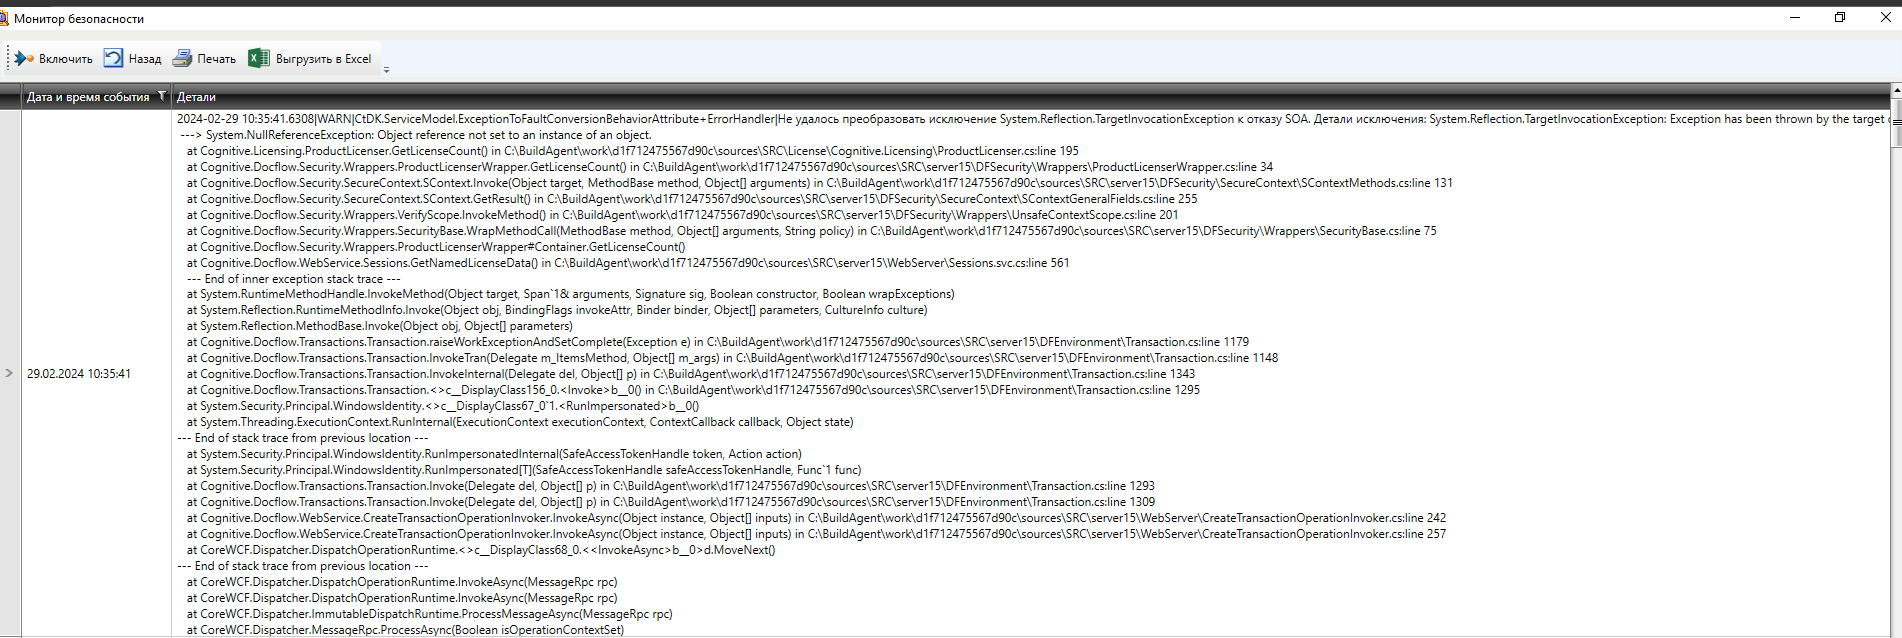 Монитор безопасности
Включить Назад Печать Выгрузить в Excel
Дата и время события Детали
2024-02-29 10:35:41.6308|WARN|CtDK.ServiceModel.ExceptionToFaultConversionBehaviorAttribute+ErrorHandler|Не удалось преобразовать исключение System.Reflection.TargetInvocationException к отказу SOA. Детали исключения: System.Reflection.TargetInvocationException: Exception has been thrown by the target
---> System.NullReferenceException: Object reference not set to an instance of an object.
at Cognitive.Licensing.ProductLicenser.GetLicenseCount() in C:\BuildAgent\work\d1f712475567d90c\sources\SRC\License\Cognitive.Licensing\ProductLicenser.cs:line 195
at Cognitive.Docflow.Security.Wrappers.ProductLicenserWrapper.GetLicenseCount() in C:\BuildAgent\work\d1f712475567d90c\sources\SRC\server15\DFSecurity\Wrappers\ProductLicenserWrapper.cs:line 34
at Cognitive.Docflow.Security.SecureContext.SContext.Invoke(Object target, MethodBase method, Object[] arguments) in C:\BuildAgent\work\d1f712475567d90c\sources\SRC\server15\DFSecurity\SecureContext\SContextMethods.cs:line 131
at Cognitive.Docflow.Security.SecureContext.SContext.GetResult() in C:\BuildAgent\work\d1f712475567d90c\sources\SRC\server15\DFSecurity\SecureContext\SContextGeneralFields.cs:line 255
at Cognitive.Docflow.Security.Wrappers.VerifyScope.InvokeMethod() in C:\BuildAgent\work\d1f712475567d90c\sources\SRC\server15\DFSecurity\Wrappers\UnsafeContextScope.cs:line 201
at Cognitive.Docflow.Security.Wrappers.SecurityBase.WrapMethodCall(MethodBase method, Object[] arguments, String policy) in C:\BuildAgent\work\d1f712475567d90c\sources\SRC\server15\DFSecurity\Wrappers\SecurityBase.cs:line 75
at Cognitive.Docflow.Security.Wrappers.ProductLicenserWrapper#Container.GetLicenseCount()
at Cognitive.Docflow.WebService.Sessions.GetNamedLicenseData() in C:\BuildAgent\work\d1f712475567d90c\sources\SRC\server15\WebServer\Sessions.svc.cs:line 561
--- End of inner exception stack trace ---
at System.RuntimeMethodHandle.InvokeMethod(Object target, Span`1& arguments, Signature sig, Boolean constructor, Boolean wrapExceptions)
at System.Reflection.RuntimeMethodInfo.Invoke(Object obj, BindingFlags invokeAttr, Binder binder, Object[] parameters, CultureInfo culture)
at System.Reflection.MethodBase.Invoke(Object obj, Object[] parameters)
at Cognitive.Docflow.Transactions.Transaction.raiseWorkExceptionAndSetComplete(Exception e) in C:\BuildAgent\work\d1f712475567d90c\sources\SRC\server15\DFEnvironment\Transaction.cs:line 1179
at Cognitive.Docflow.Transactions.Transaction.InvokeTran(Delegate m_ItemsMethod, Object[] m_args) in C:\BuildAgent\work\d1f712475567d90c\sources\SRC\server15\DFEnvironment\Transaction.cs:line 1148
29.02.2024 10:35:41 at Cognitive.Docflow.Transactions.Transaction.InvokeInternal(Delegate del, Object[] p) in C:\BuildAgent\work\d1f712475567d90c\sources\SRC\server15\DFEnvironment\Transaction.cs:line 1343
at Cognitive.Docflow.Transactions.Transaction.<>c__DisplayClass156_0.<Invoke>b__0() in C:\BuildAgent\work\d1f712475567d90c\sources\SRC\server15\DFEnvironment\Transaction.cs:line 1295
at System.Security.Principal.WindowsIdentity.<>c__DisplayClass67_0`1.<RunImpersonated>b__0()
at System.Threading.ExecutionContext.RunInternal(ExecutionContext executionContext, ContextCallback callback, Object state)
--- End of stack trace from previous location ---
at System.Security.Principal.WindowsIdentity.RunImpersonatedInternal(SafeAccessTokenHandle token, Action action)
at System.Security.Principal.WindowsIdentity.RunImpersonated[T](SafeAccessTokenHandle safeAccessTokenHandle, Func`1 func)
at Cognitive.Docflow.Transactions.Transaction.Invoke(Delegate del, Object[] p) in C:\BuildAgent\work\d1f712475567d90c\sources\SRC\server15\DFEnvironment\Transaction.cs:line 1293
at Cognitive.Docflow.Transactions.Transaction.Invoke(Delegate del, Object[] p) in C:\BuildAgent\work\d1f712475567d90c\sources\SRC\server15\DFEnvironment\Transaction.cs:line 1309
at Cognitive.Docflow.WebService.CreateTransactionOperationInvoker.InvokeAsync(Object instance, Object[] inputs) in C:\BuildAgent\work\d1f712475567d90c\sources\SRC\server15\WebServer\CreateTransactionOperationInvoker.cs:line 242
at Cognitive.Docflow.WebService.CreateTransactionOperationInvoker.InvokeAsync(Object instance, Object[] inputs) in C:\BuildAgent\work\d1f712475567d90c\sources\SRC\server15\WebServer\CreateTransactionOperationInvoker.cs:line 257
at CoreWCF.Dispatcher.DispatchOperationRuntime.<>c__DisplayClass68_0.<<InvokeAsync>b__0>d.MoveNext()
--- End of stack trace from previous location ---
at CoreWCF.Dispatcher.DispatchOperationRuntime.InvokeAsync(MessageRpc rpc)
at CoreWCF.Dispatcher.DispatchOperationRuntime.InvokeAsync(MessageRpc rpc)
at CoreWCF.Dispatcher.ImmutableDispatchRuntime.ProcessMessageAsync(MessageRpc rpc)
at CoreWCF.Dispatcher.MessageRpc.ProcessAsync(Boolean isOperationContextSet)